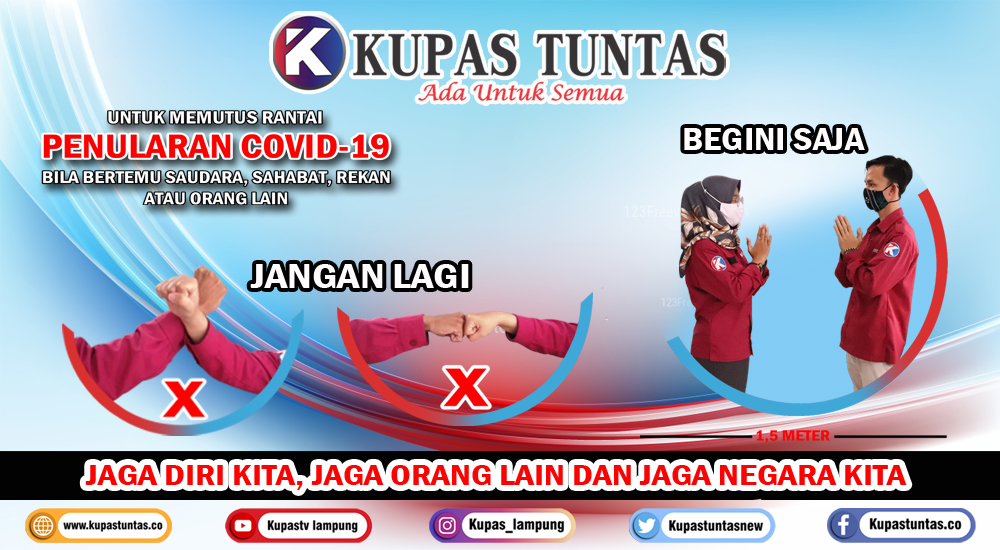 K KUPAS TUNTAS
Ada Untuk Semua
UNTUK MEMUTUS RANTAI
PENULARAN COVID-19
BILA BERTEMU SAUDARA, SAHABAT, REKAN
ATAU ORANG LAIN
BEGINI SAJA
JANGAN LAGI
X
X
1,5 METER
JAGA DIRI KITA, JAGA ORANG LAIN DAN JAGA NEGARA KITA
www.kupastuntas.co
Kupastv lampung
Kupas_lampung
Kupastuntasnew
Kupastuntas.co